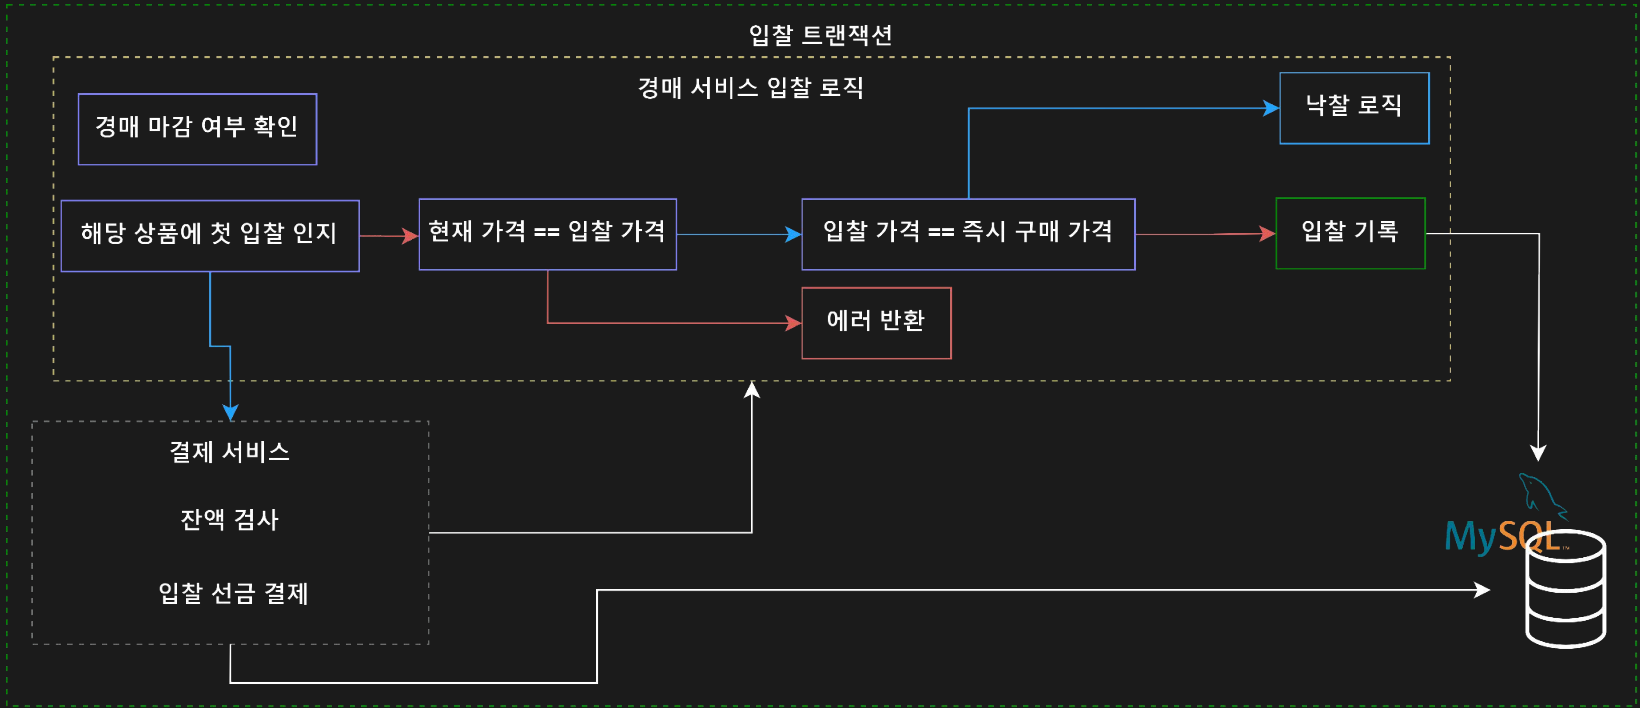 입찰 트랜잭션
경매 서비스 입찰 로직
낙찰 로직
경매 마감 여부 확인
해당 상품에 첫 입찰 인지
현재 가격 == 입찰 가격
입찰 가격 == 즉시 구매 가격
입찰 기록
에러 반환
결제 서비스
잔액 검사
입찰 선금 결제
MySQL